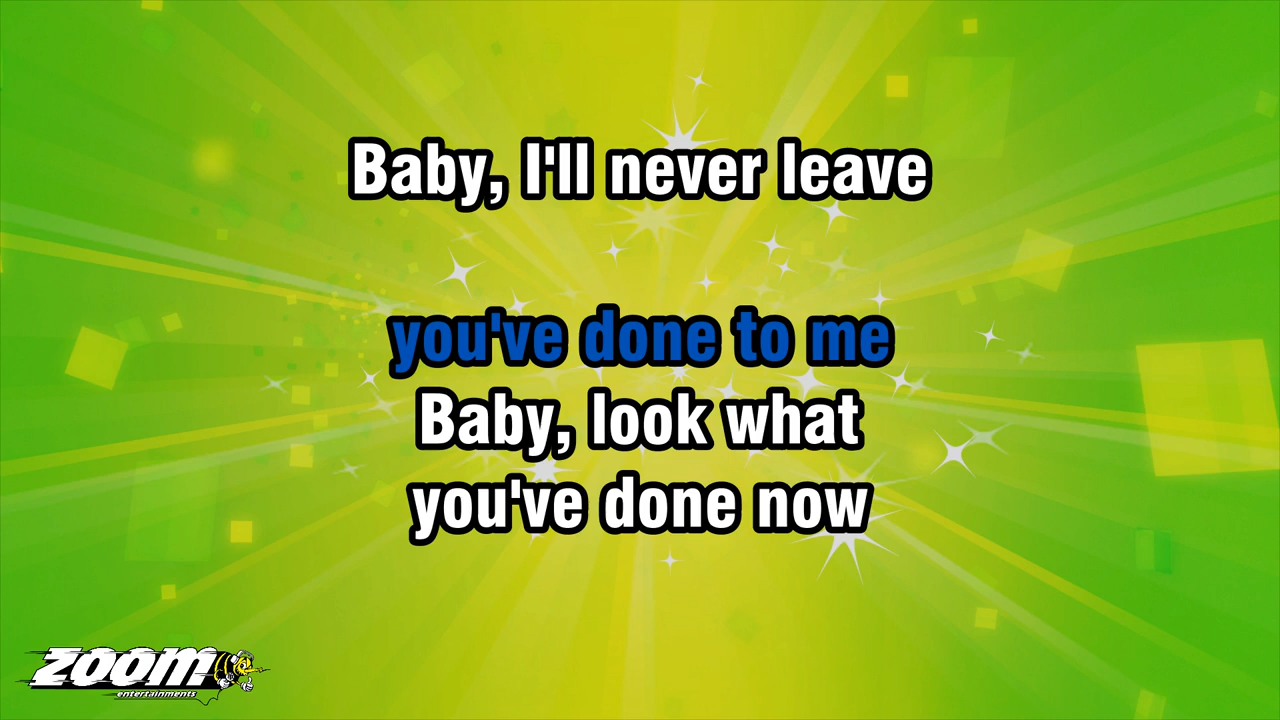 Baby, I'll never leave
you've done to me
Baby, look what
you've done now
zoom
entertainments